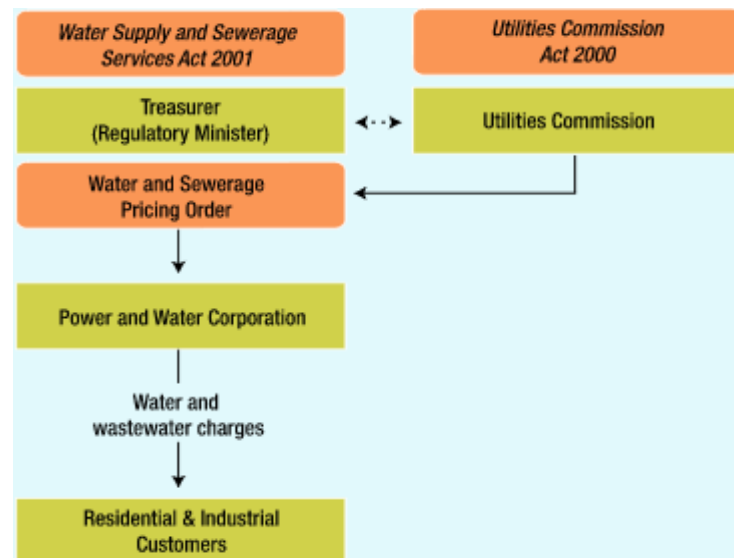 Water Supply and Sewerage
Services Act 2001
Utilities Commission
Act 2000
Treasurer
(Regulatory Minister)
Utilities Commission
Water and Sewerage
Pricing Order
Power and Water Corporation
Water and
wastewater charges
Residential & Industrial
Customers